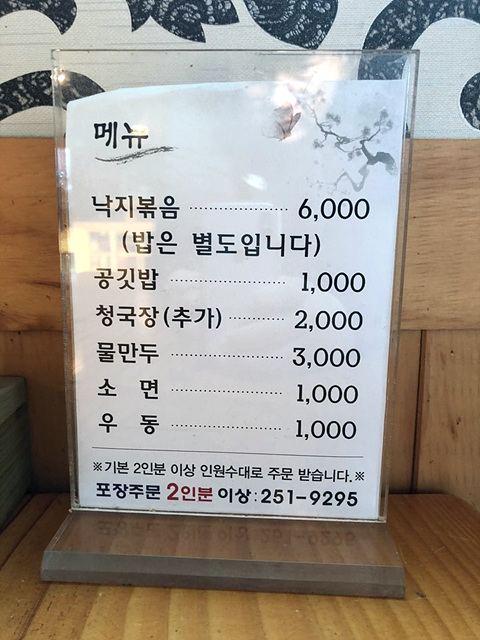 메뉴
낙지볶음 ·················· 6,000
(밥은 별도입니다)
공깃밥 ·················· 1,000
청국장(추가) ·········· 2,000
물만두 ·················· 3,000
소 면 ·················· 1,000
우 동 ·················· 1,000
※기본 2인분 이상 인원수대로 주문 받습니다.※
포장주문 2인분 이상:251-9295